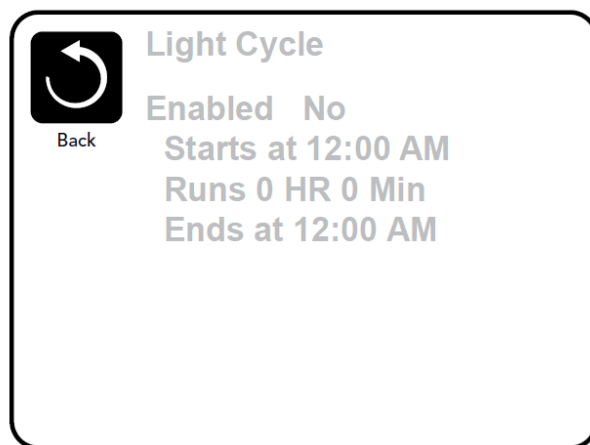 Light Cycle
Back
Enabled No
Starts at 12:00 AM
Runs 0 HR 0 Min
Ends at 12:00 AM